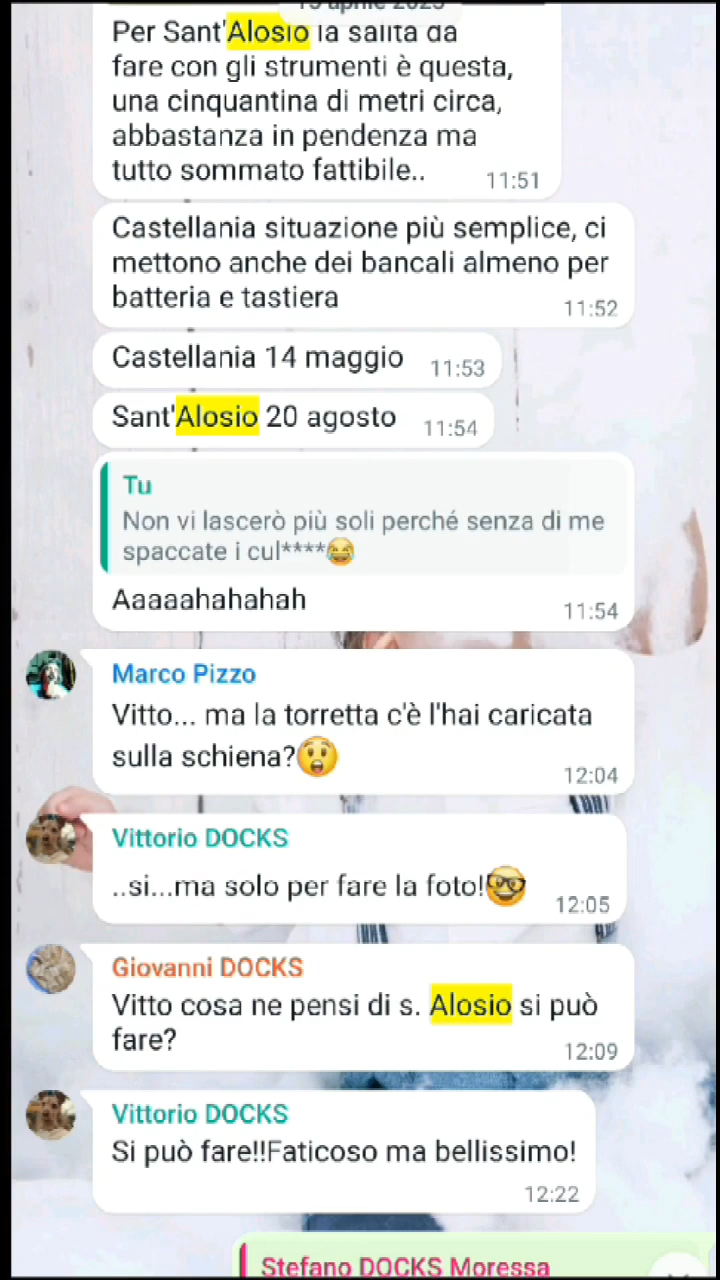 15 aprile 2023
Per Sant'Alosio la salita da
fare con gli strumenti è questa,
una cinquantina di metri circa,
abbastanza in pendenza ma
tutto sommato fattibile..
11:51
Castellania situazione più semplice, ci
mettono anche dei bancali almeno per
batteria e tastiera
11:52
Castellania 14 maggio
11:53
Sant'Alosio 20 agosto
11:54
Tu
Non vi lascerò più soli perché senza di me
spaccate i cul****😂
Aaaaahahahah
11:54
Marco Pizzo
Vitto... ma la torretta c'è l'hai caricata
sulla schiena?😲
12:04
Vittorio DOCKS
..si...ma solo per fare la foto!🤓
12:05
Giovanni DOCKS
Vitto cosa ne pensi di s. Alosio si può
fare?
12:09
Vittorio DOCKS
Si può fare!!Faticoso ma bellissimo!
12:22
Stefano DOCKS Moressa